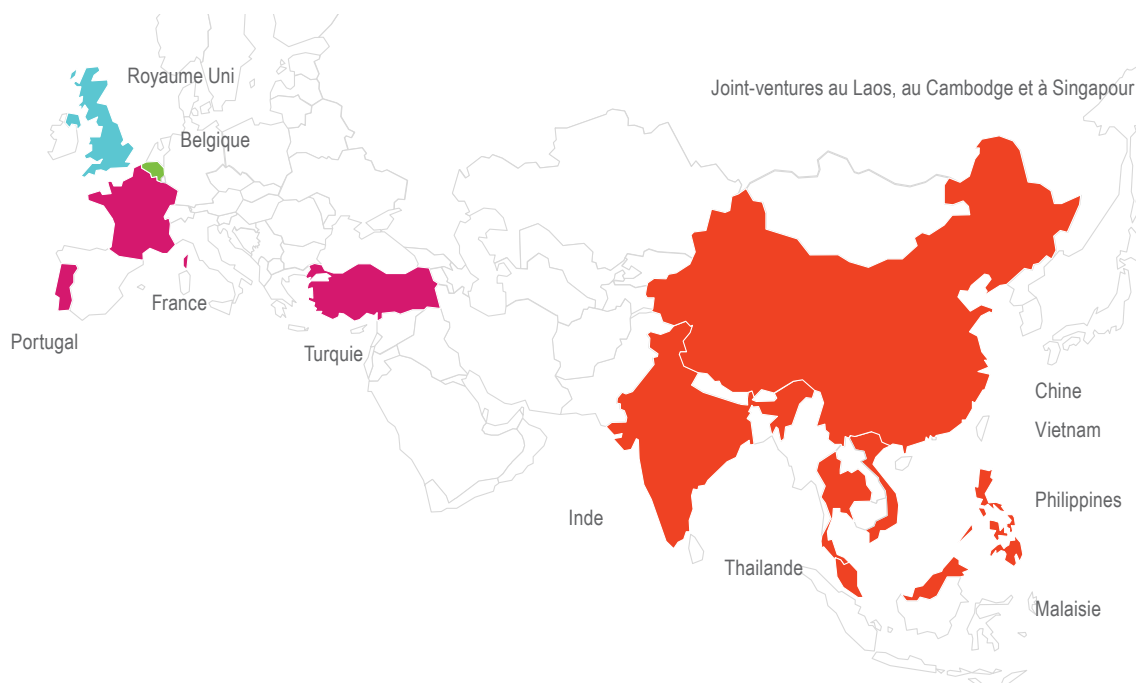 Royaume Uni
Joint-ventures au Laos, au Cambodge et à Singapour
Belgique
France
Portugal
Turquie
Chine
Vietnam
Philippines
Inde
Thailande
Malaisie